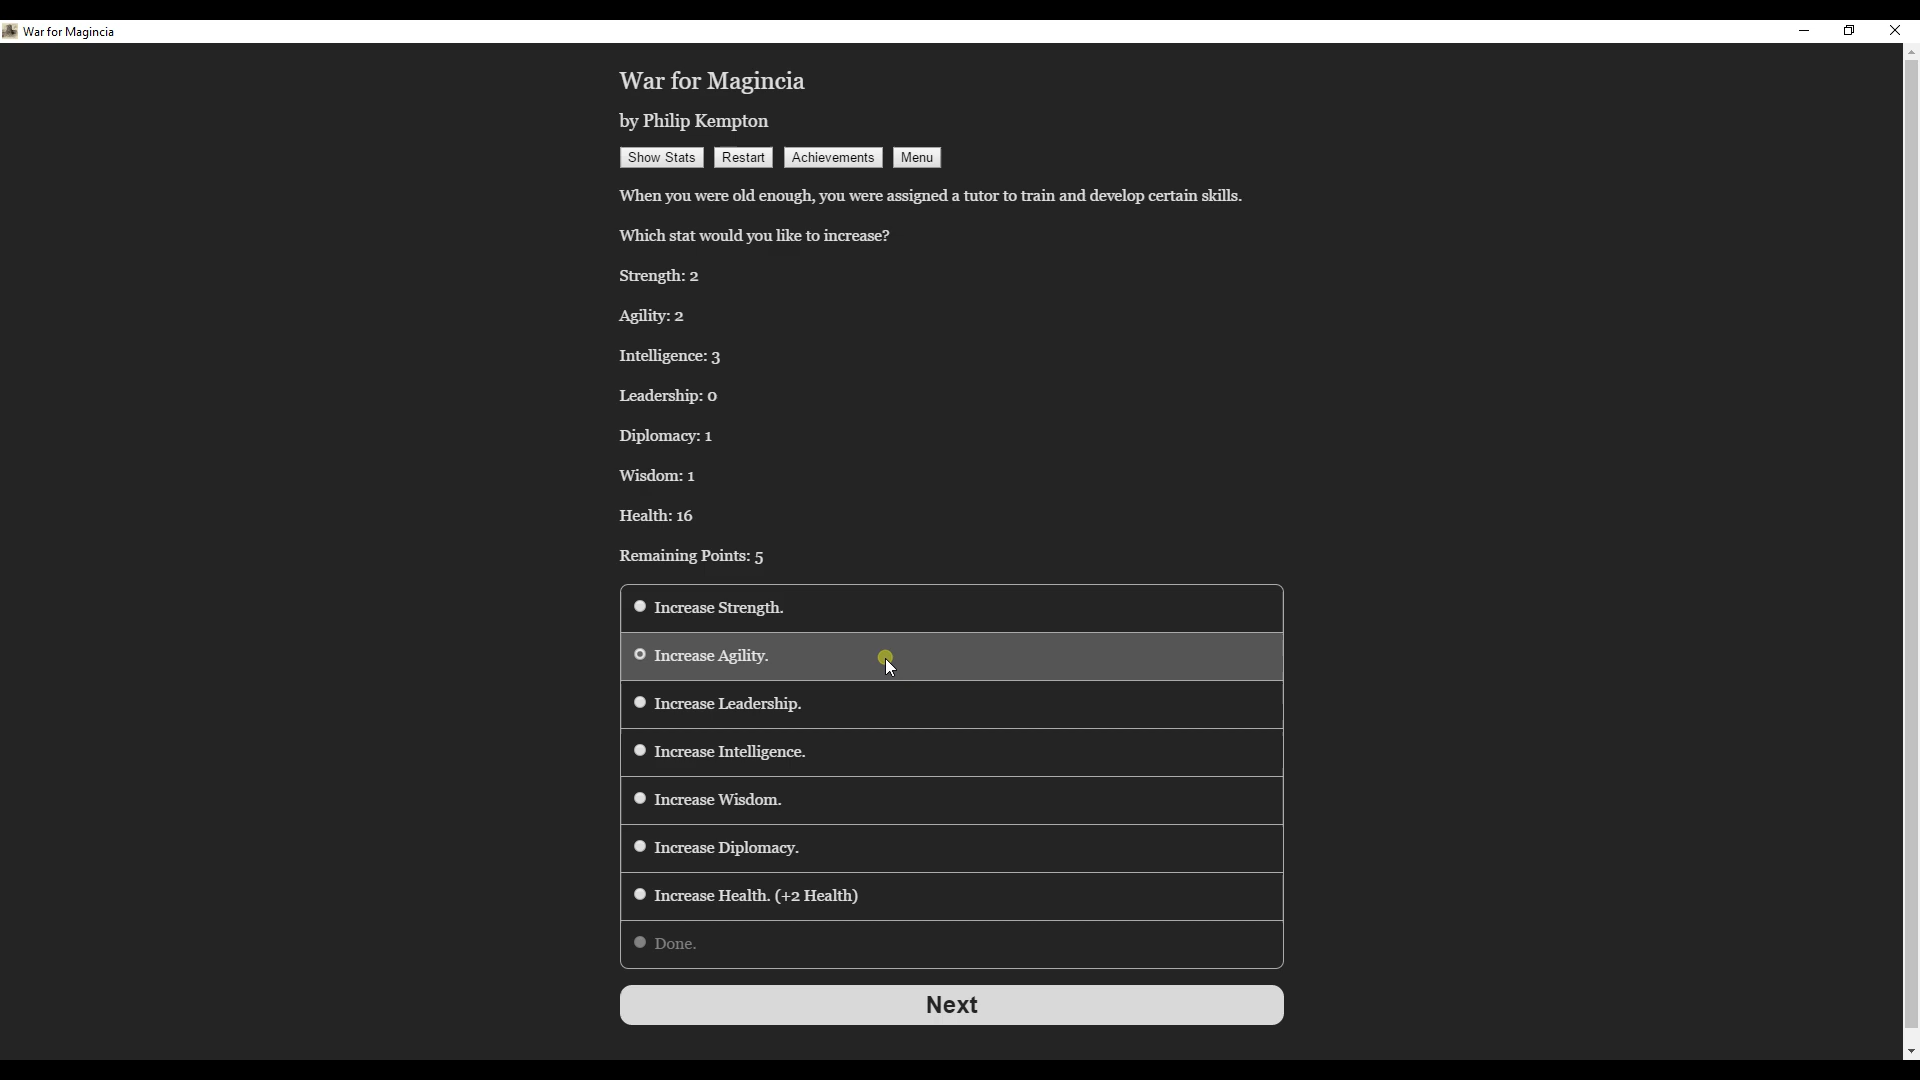 War for Magincia
War for Magincia
by Philip Kempton
Show Stats Restart Achievements Menu
When you were old enough, you were assigned a tutor to train and develop certain skills.
Which stat would you like to increase?
Strength: 2
Agility: 2
Intelligence: 3
Leadership: 0
Diplomacy: 1
Wisdom: 1
Health: 16
Remaining Points: 5
Increase Strength.
Increase Agility.
Increase Leadership.
Increase Intelligence.
Increase Wisdom.
Increase Diplomacy.
Increase Health. (+2 Health)
Done.
Next